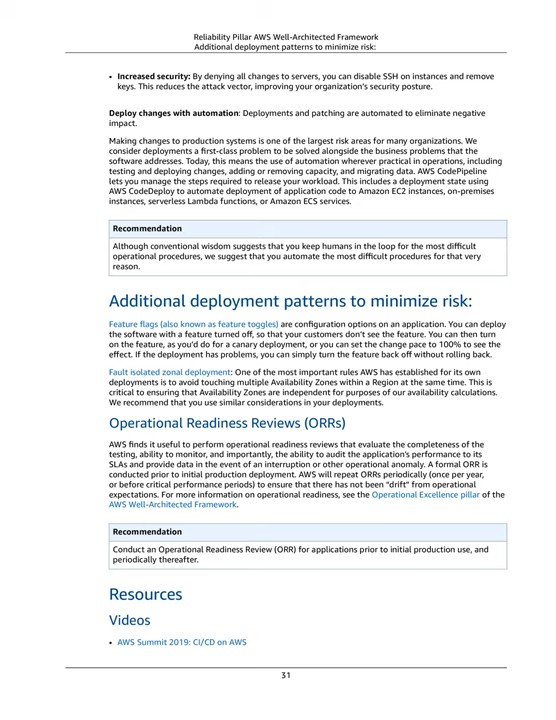 Reliability Pillar AWS Well-Architected Framework
Additional deployment patterns to minimize risk:
• Increased security: By denying all changes to servers, you can disable SSH on instances and remove
keys. This reduces the attack vector, improving your organization's security posture.
Deploy changes with automation: Deployments and patching are automated to eliminate negative
impact.
Making changes to production systems is one of the largest risk areas for many organizations. We
consider deployments a first-class problem to be solved alongside the business problems that the
software addresses. Today, this means the use of automation wherever practical in operations, including
testing and deploying changes, adding or removing capacity, and migrating data. AWS CodePipeline
lets you manage the steps required to release your workload. This includes a deployment state using
AWS CodeDeploy to automate deployment of application code to Amazon EC2 instances, on-premises
instances, serverless Lambda functions, or Amazon ECS services.
Recommendation
Although conventional wisdom suggests that you keep humans in the loop for the most difficult
operational procedures, we suggest that you automate the most difficult procedures for that very
reason.
Additional deployment patterns to minimize risk:
Feature flags (also known as feature toggles) are configuration options on an application. You can deploy
the software with a feature turned off, so that your customers don't see the feature. You can then turn
on the feature, as you'd do for a canary deployment, or you can set the change pace to 100% to see the
effect. If the deployment has problems, you can simply turn the feature back off without rolling back.
Fault isolated zonal deployment: One of the most important rules AWS has established for its own
deployments is to avoid touching multiple Availability Zones within a Region at the same time. This is
critical to ensuring that Availability Zones are independent for purposes of our availability calculations.
We recommend that you use similar considerations in your deployments.
Operational Readiness Reviews (ORRs)
AWS finds it useful to perform operational readiness reviews that evaluate the completeness of the
testing, ability to monitor, and importantly, the ability to audit the application's performance to its
SLAs and provide data in the event of an interruption or other operational anomaly. A formal ORR is
conducted prior to initial production deployment. AWS will repeat ORRs periodically (once per year,
or before critical performance periods) to ensure that there has not been "drift" from operational
expectations. For more information on operational readiness, see the Operational Excellence pillar of the
AWS Well-Architected Framework.
Recommendation
Conduct an Operational Readiness Review (ORR) for applications prior to initial production use, and
periodically thereafter.
Resources
Videos
• AWS Summit 2019: CI/CD on AWS
31